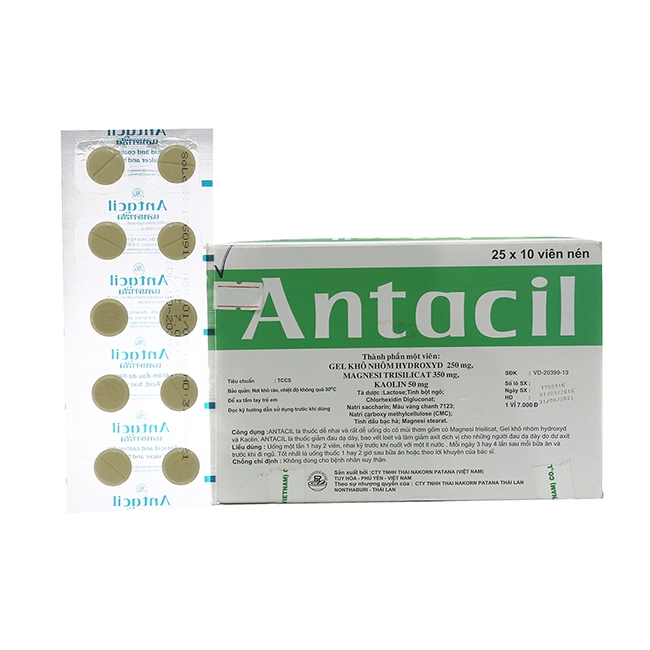 Antacil
Antacil
Antacil
Antacil
Antacil
25 x 10 viên nén
Antacil
Thành phần một viên:
GEL KHÔ NHÔM HYDROXYD 250 mg,
MAGNESI TRISILICAT 350 mg,
KAOLIN 50 mg
Tá dược: Lactose; Tinh bột ngô;
Chlorhexidin Digluconat;
Natri saccharin; Màu vàng chanh 7123;
Natri carboxy methylcellulose (CMC);
Tinh dầu bạc hà; Magnesi stearat.
Tiêu chuẩn : TCCS
Bảo quản: Nơi khô ráo, nhiệt độ không quá 30°C
Để xa tầm tay trẻ em
Đọc kỹ hướng dẫn sử dụng trước khi dùng
SĐK : VD-20399-13
Số lô SX :
Ngày SX : 01/09/2016
HD : 31/08/2021
1 VỈ 7.000 Đ
Công dụng : ANTACIL là thuốc dễ nhai và rất dễ uống do có mùi thơm gồm có Magnesi trisilicat, Gel khô nhôm hydroxyd
và Kaolin. ANTACIL là thuốc giảm đau dạ dày, bao vết loét và làm giảm axit dịch vị cho những người đau dạ dày do dư axit
Liều dùng : Uống một lần 1 hay 2 viên, nhai kỹ trước khi nuốt với một ít nước. Mỗi ngày 3 hay 4 lần sau mỗi bữa ăn và
trước khi đi ngủ. Tốt nhất là uống thuốc 1 hay 2 giờ sau bữa ăn hoặc theo lời khuyên của bác sĩ.
Chống chỉ định : Không dùng cho bệnh nhân suy thận.
Sản xuất bởi : CTY TNHH THAI NAKORN PATANA (VIỆT NAM)
TUY HÒA - PHÚ YÊN - VIỆT NAM
Theo sự nhượng quyền của : CTY TNHH THAI NAKORN PATANA THÁI LAN
NONTHABURI - THÁI LAN